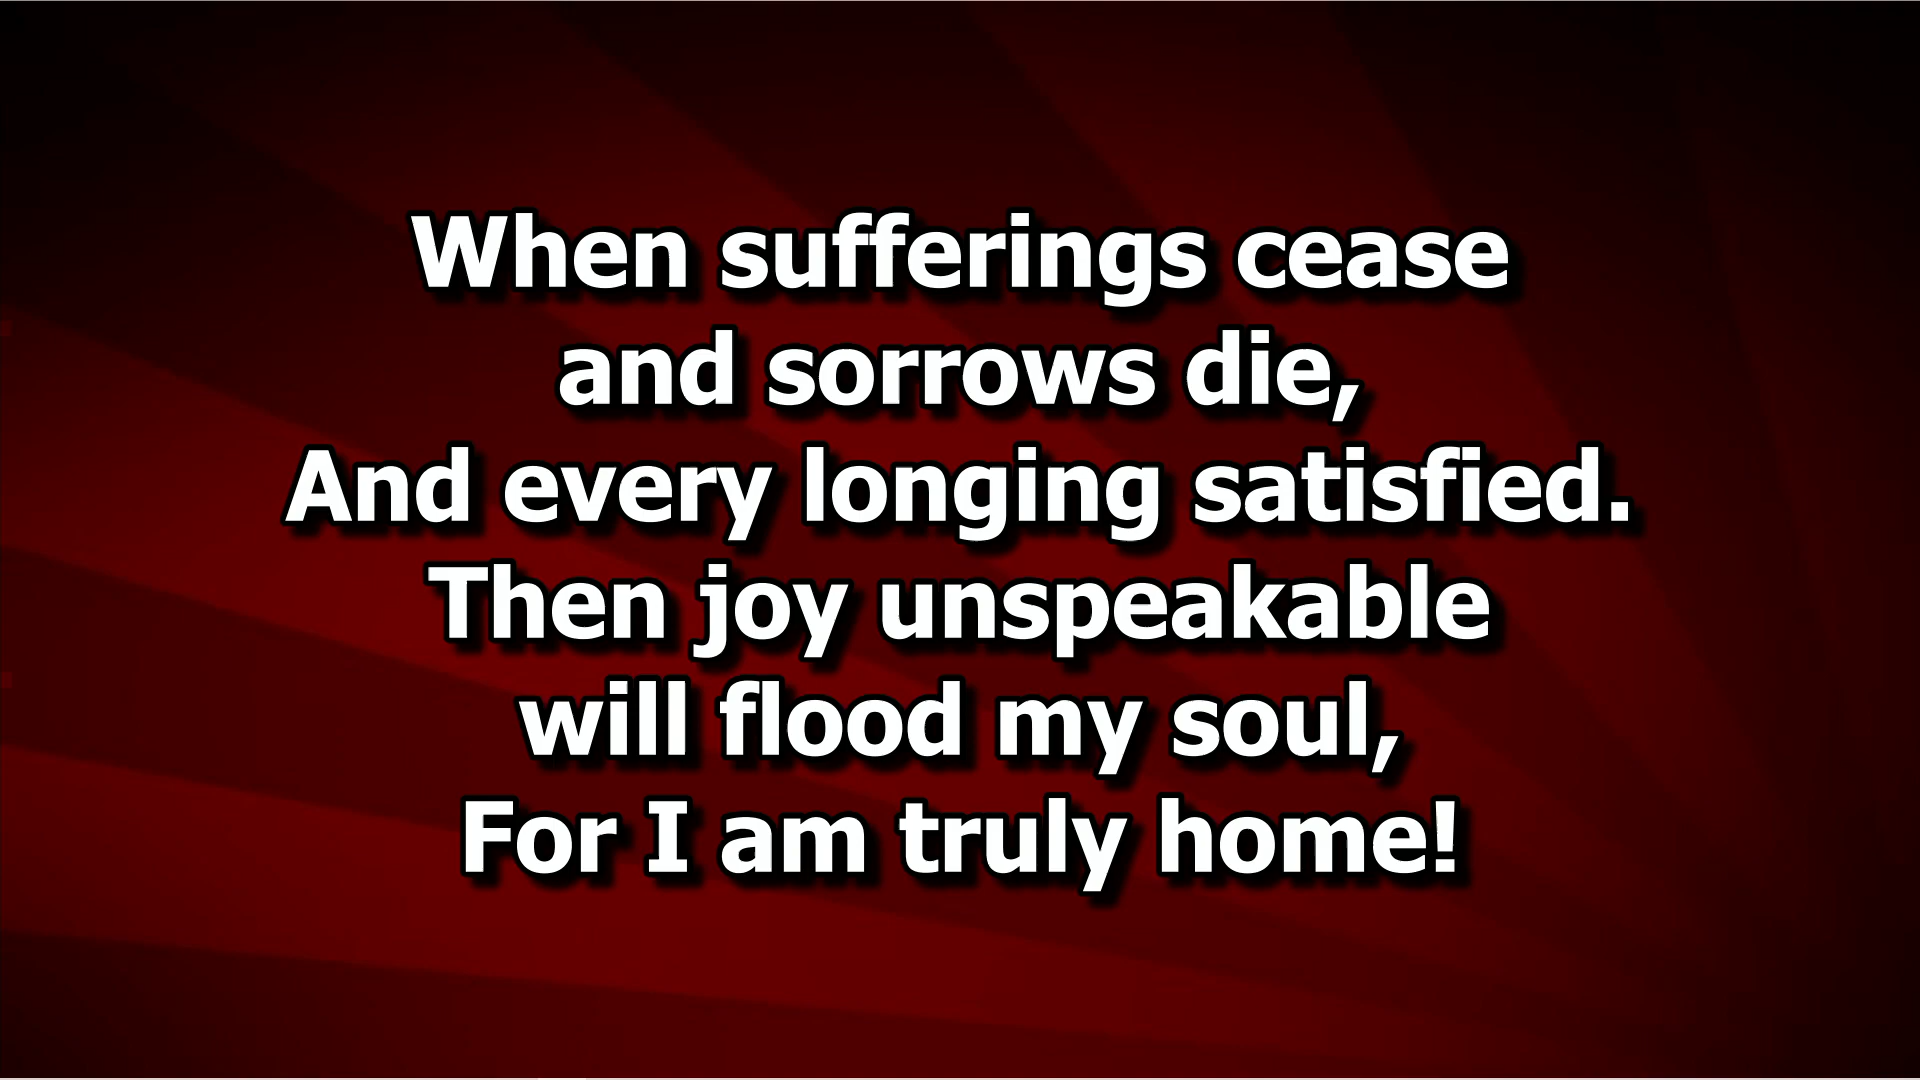 When sufferings cease
and sorrows die,
And every longing satisfied.
Then joy unspeakable
will flood my soul,
For I am truly home!